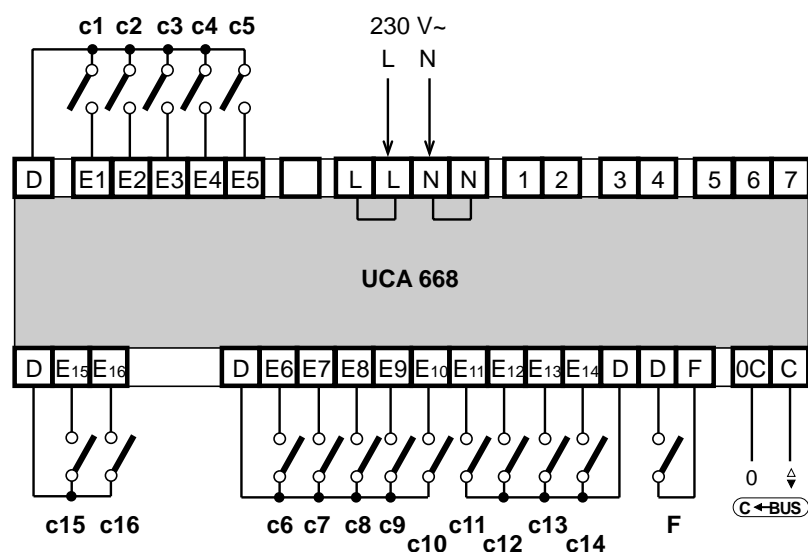 c1 c2 c3 c4 c5 230 V~
L N
D E1 E2 E3 E4 E5 L L N N 1 2 3 4 5 6 7
UCA 668
D E15 E16 D E6 E7 E8 E9 E10 E11 E12 E13 E14 D D F 0C C
0
C BUS
c15 c16 c6 c7 c8 c9 c10 c11 c12 c13 c14 F